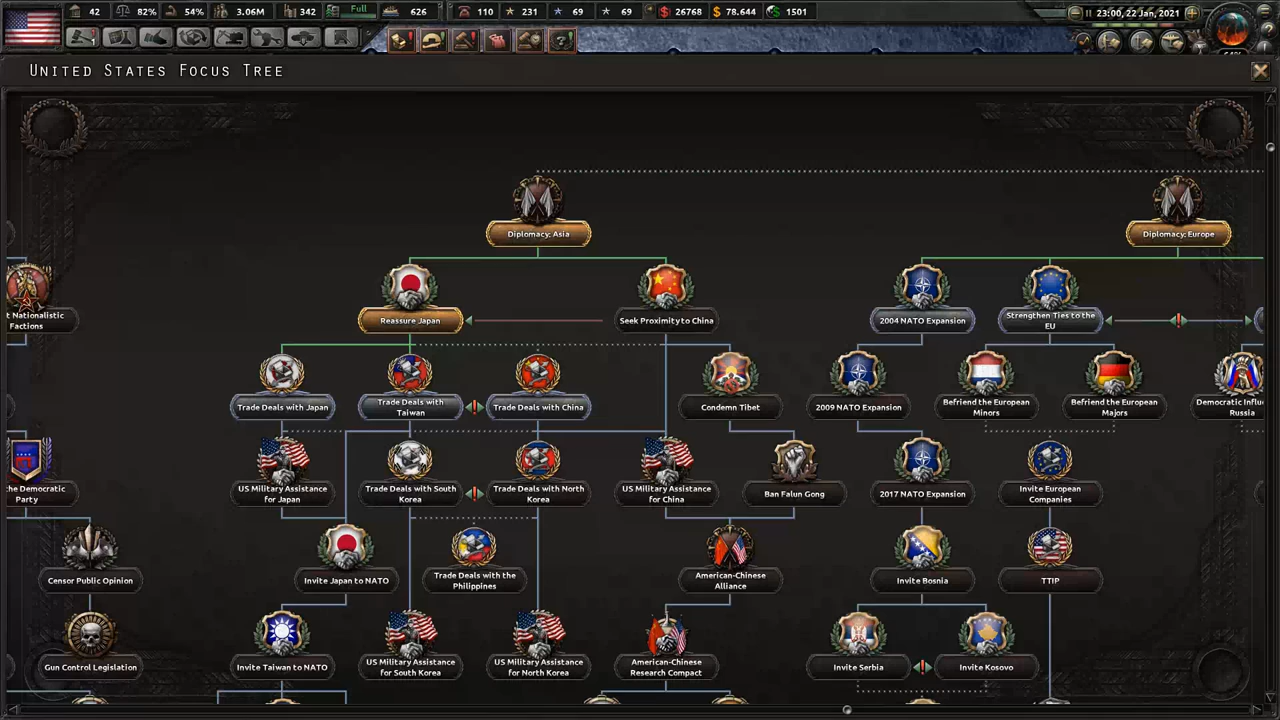 42
82%
54%
3.06M
342
Full
626
110
231
69
69
26768
78.644
1501
23:00, 22 Jan, 2021
United States Focus Tree
Diplomacy: Asia
Diplomacy: Europe
t Nationalistic
Factions
Reassure Japan
Seek Proximity to China
2004 NATO Expansion
Strengthen Ties to the
EU
Trade Deals with Japan
Trade Deals with
Taiwan
Trade Deals with China
Condemn Tibet
2009 NATO Expansion
Befriend the European
Minors
Befriend the European
Majors
Democratic Influ
Russia
the Democratic
Party
US Military Assistance
for Japan
Trade Deals with South
Korea
Trade Deals with North
Korea
US Military Assistance
for China
Ban Falun Gong
2017 NATO Expansion
Invite European
Companies
Censor Public Opinion
Invite Japan to NATO
Trade Deals with the
Philippines
American-Chinese
Alliance
Invite Bosnia
TTIP
Gun Control Legislation
Invite Taiwan to NATO
US Military Assistance
for South Korea
US Military Assistance
for North Korea
American-Chinese
Research Compact
Invite Serbia
Invite Kosovo